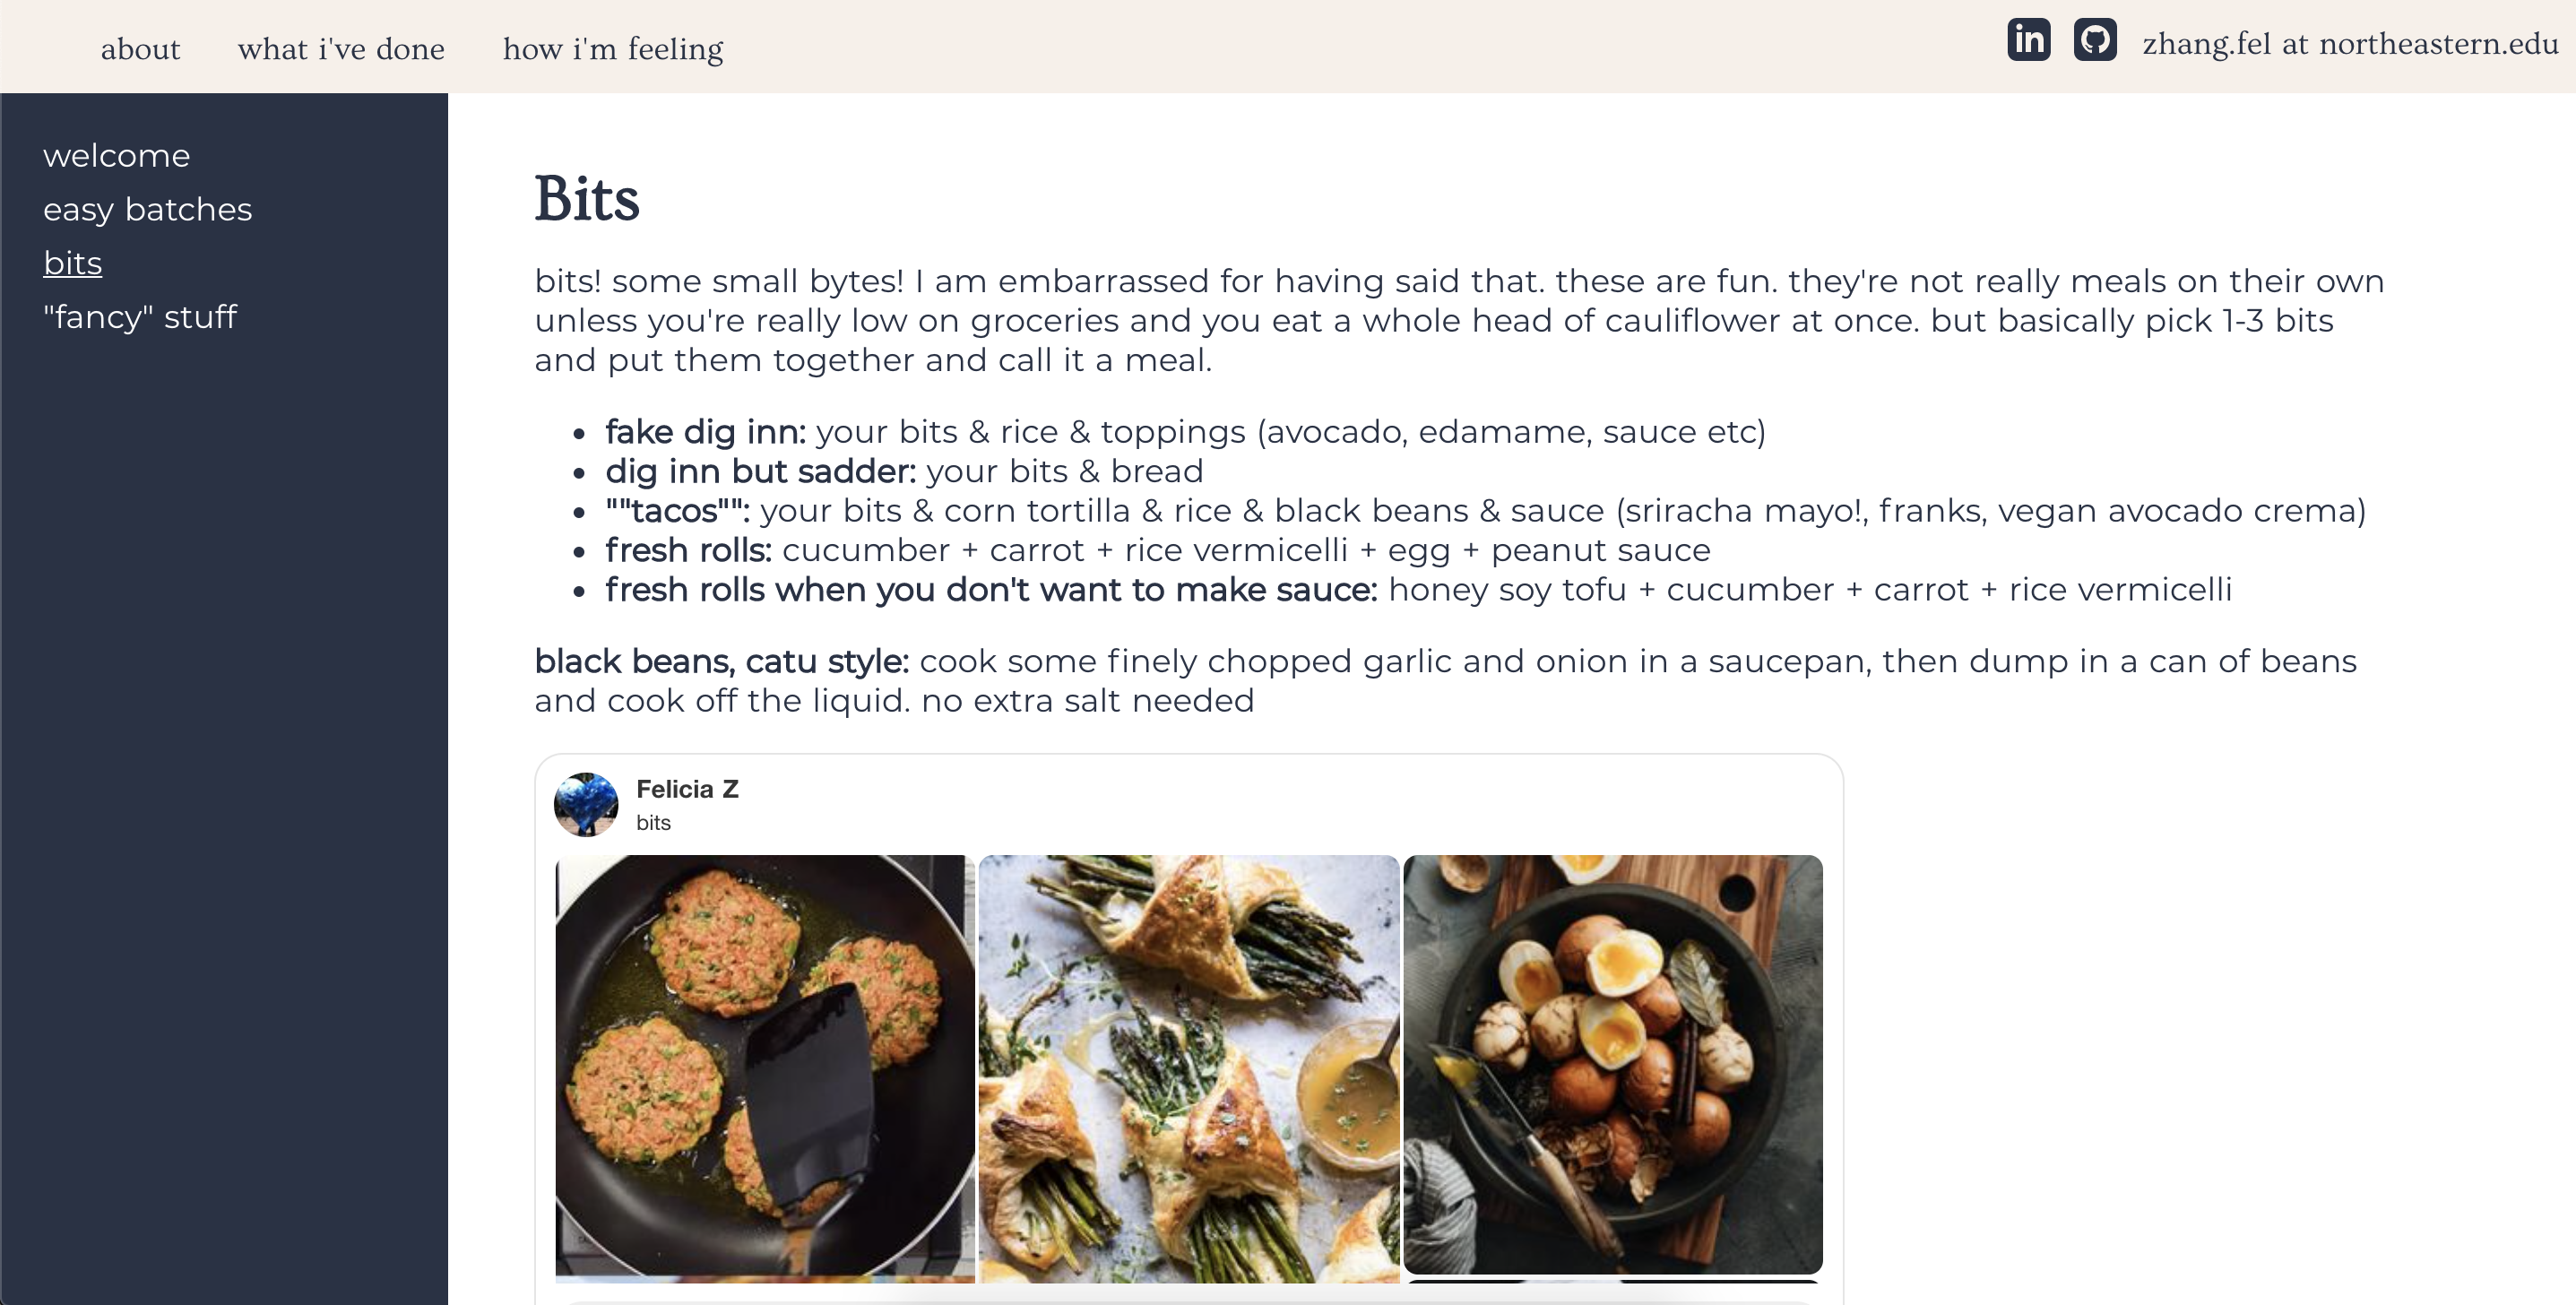 about what i've done how i'm feeling in zhang.fel at northeastern.edu
welcome
easy batches
bits
"fancy" stuff
Bits
bits! some small bytes! I am embarrassed for having said that. these are fun. they're not really meals on their own
unless you're really low on groceries and you eat a whole head of cauliflower at once. but basically pick 1-3 bits
and put them together and call it a meal.
• fake dig inn: your bits & rice & toppings (avocado, edamame, sauce etc)
• dig inn but sadder: your bits & bread
• ""tacos"": your bits & corn tortilla & rice & black beans & sauce (sriracha mayo!, franks, vegan avocado crema)
• fresh rolls: cucumber + carrot + rice vermicelli + egg + peanut sauce
• fresh rolls when you don't want to make sauce: honey soy tofu + cucumber + carrot + rice vermicelli
black beans, catu style: cook some finely chopped garlic and onion in a saucepan, then dump in a can of beans
and cook off the liquid. no extra salt needed
Felicia Z
bits